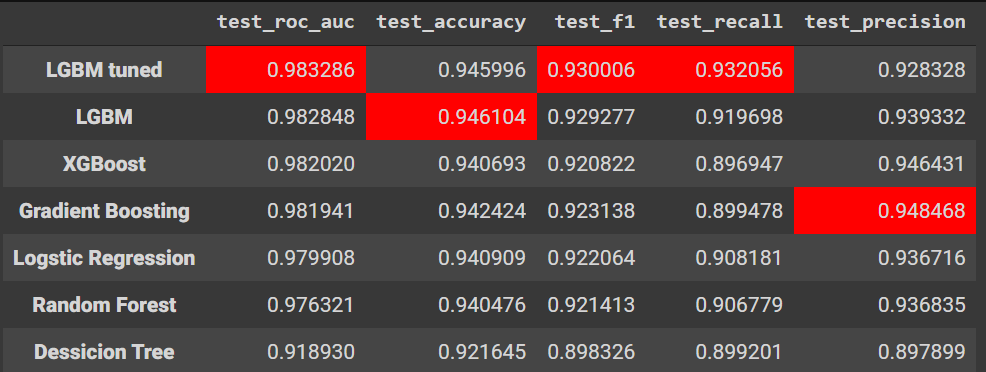 test_roc_auc test_accuracy test_f1 test_recall test_precision
LGBM tuned 0.983286 0.945996 0.930006 0.932056 0.928328
LGBM 0.982848 0.946104 0.929277 0.919698 0.939332
XGBoost 0.982020 0.940693 0.920822 0.896947 0.946431
Gradient Boosting 0.981941 0.942424 0.923138 0.899478 0.948468
Logstic Regression 0.979908 0.940909 0.922064 0.908181 0.936716
Random Forest 0.976321 0.940476 0.921413 0.906779 0.936835
Dessicion Tree 0.918930 0.921645 0.898326 0.899201 0.897899